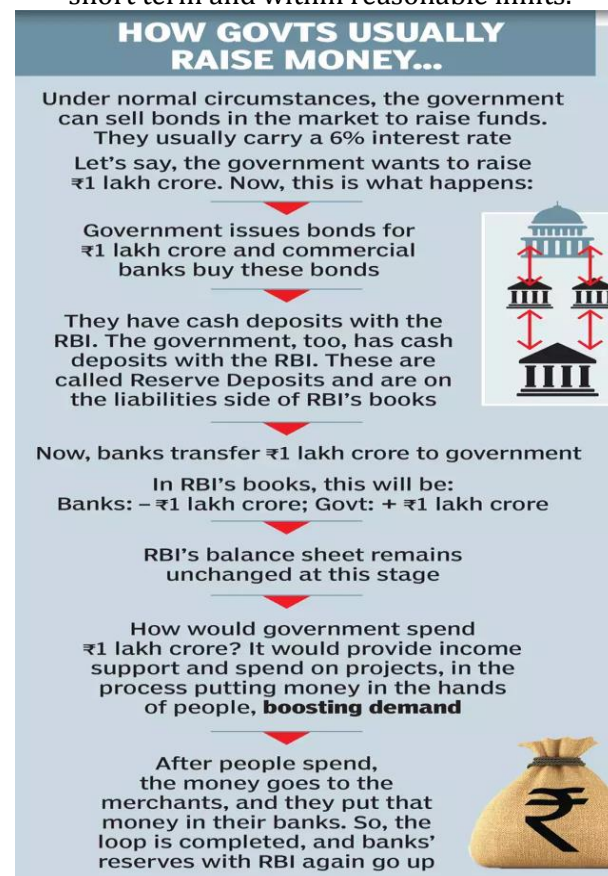 short term and within reasonable limits.
HOW GOVTS USUALLY
RAISE MONEY...
Under normal circumstances, the government
can sell bonds in the market to raise funds.
They usually carry a 6% interest rate
Let's say, the government wants to raise
₹1 lakh crore. Now, this is what happens:
Government issues bonds for
₹1 lakh crore and commercial
banks buy these bonds
They have cash deposits with the
RBI. The government, too, has cash
deposits with the RBI. These are
called Reserve Deposits and are on
the liabilities side of RBI's books
Now, banks transfer ₹1 lakh crore to government
In RBI's books, this will be:
Banks: – ₹1 lakh crore; Govt: + ₹1 lakh crore
RBI's balance sheet remains
unchanged at this stage
How would government spend
₹1 lakh crore? It would provide income
support and spend on projects, in the
process putting money in the hands
of people, boosting demand
After people spend,
the money goes to the
merchants, and they put that
money in their banks. So, the
loop is completed, and banks'
reserves with RBI again go up
₹